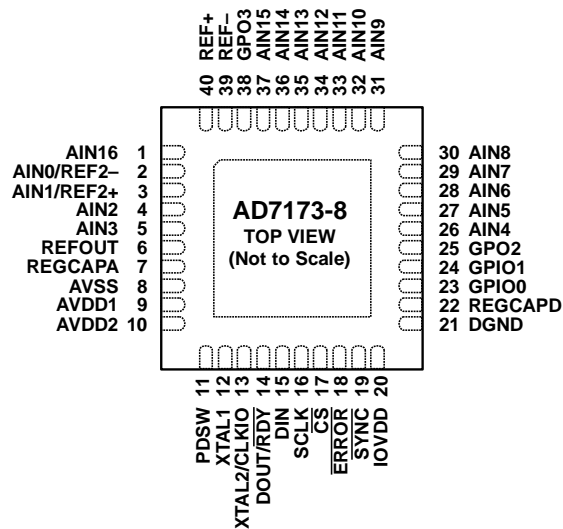 40 REF+
39 REF–
38 GPO3
37 AIN15
36 AIN14
35 AIN13
34 AIN12
33 AIN11
32 AIN10
31 AIN9
AIN16 1
AIN0/REF2– 2
AIN1/REF2+ 3
AIN2 4
AIN3 5
REFOUT 6
REGCAPA 7
AVSS 8
AVDD1 9
AVDD2 10
AD7173-8
TOP VIEW
(Not to Scale)
30 AIN8
29 AIN7
28 AIN6
27 AIN5
26 AIN4
25 GPO2
24 GPIO1
23 GPIO0
22 REGCAPD
21 DGND
PDSW 11
XTAL1 12
XTAL2/CLKIO 13
DOUT/RDY 14
DIN 15
SCLK 16
CS 17
ERROR 18
SYNC 19
IOVDD 20